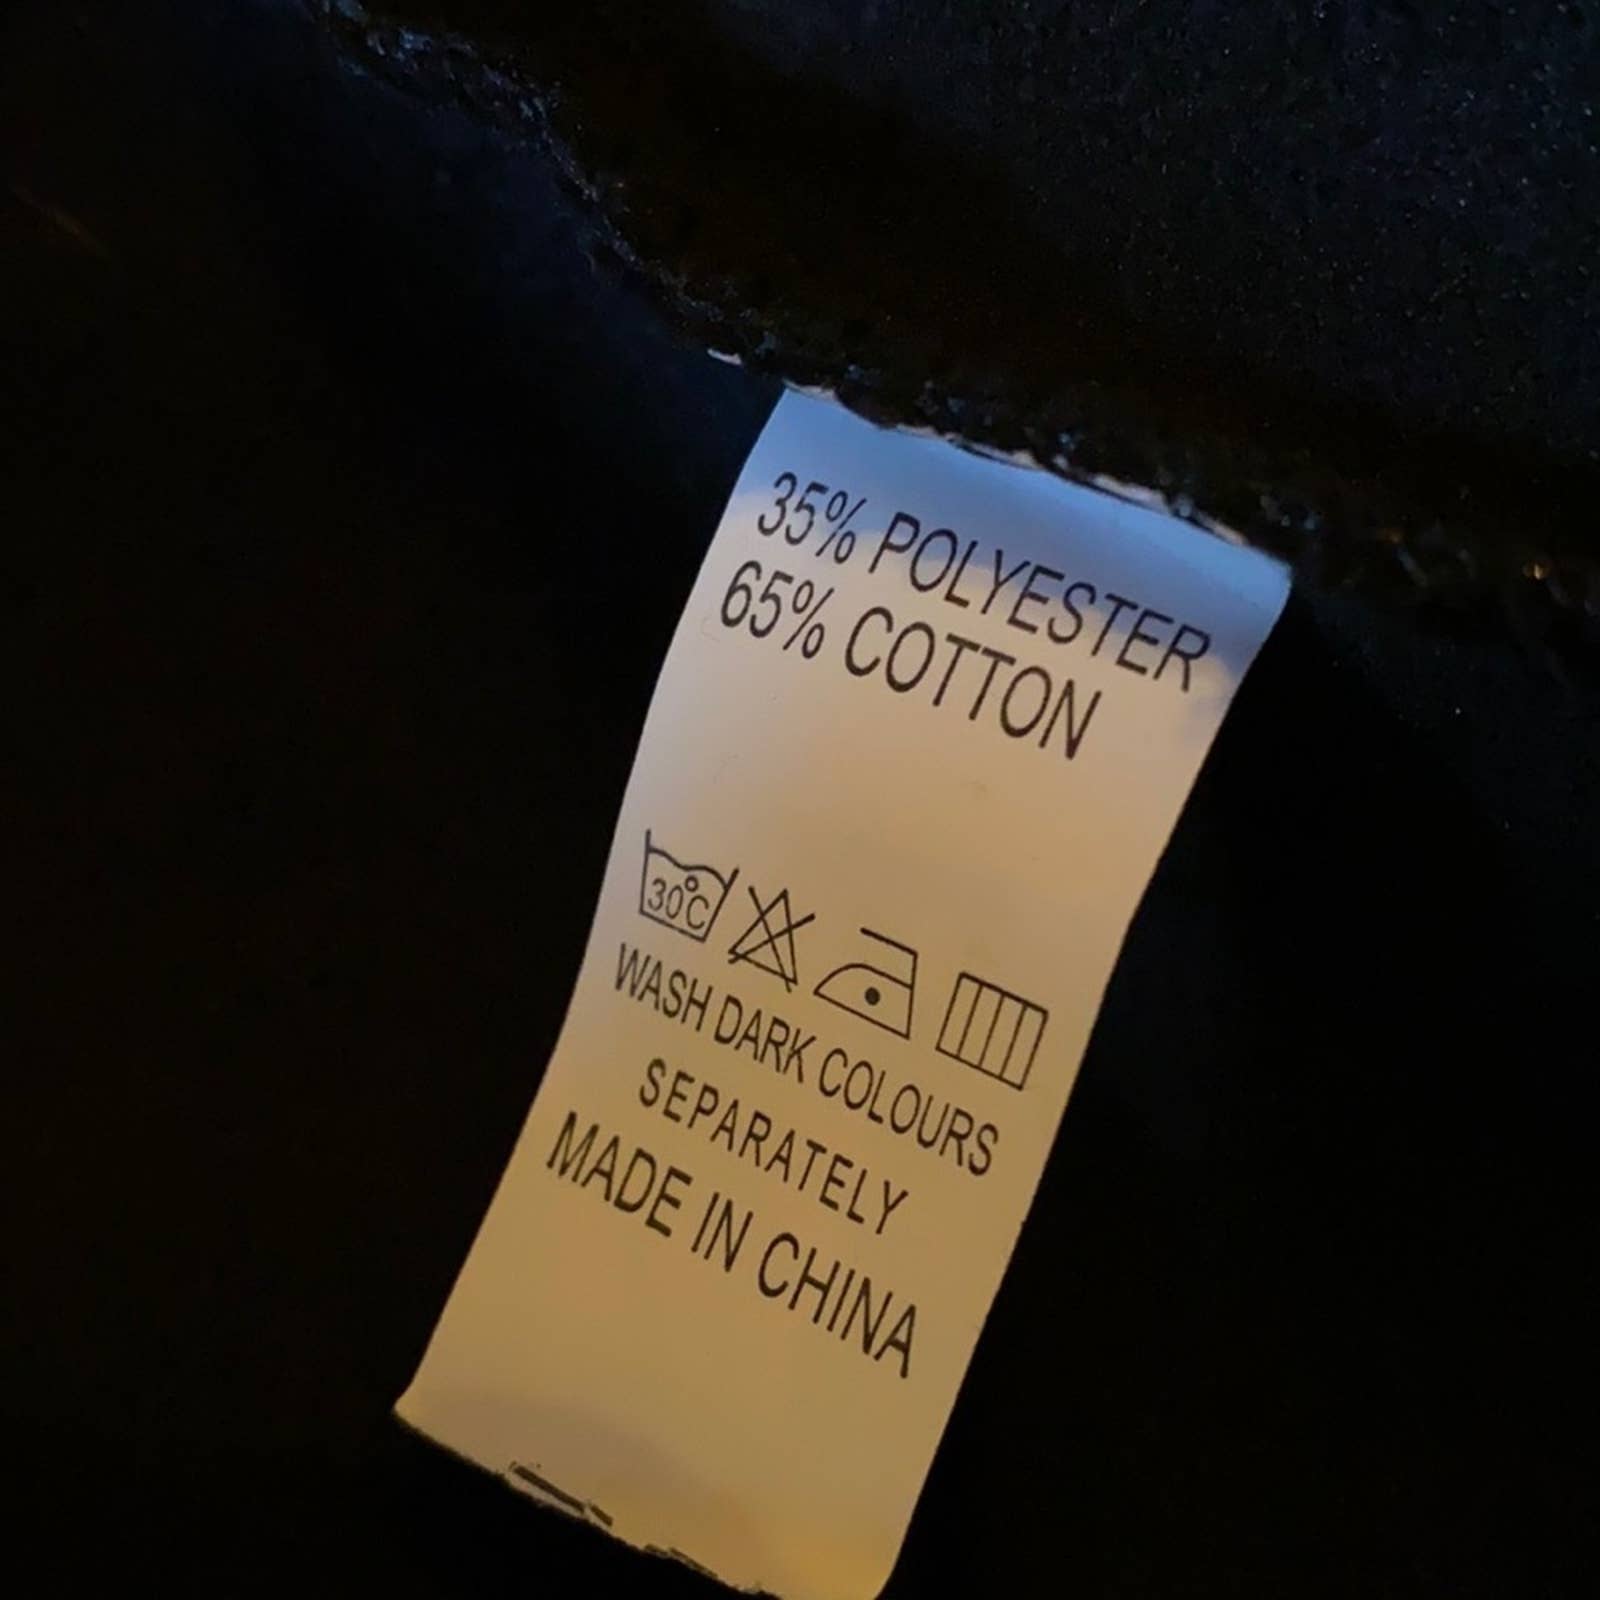 35% POLYESTER
65% COTTON
30°C
WASH DARK COLOURS
SEPARATELY
MADE IN CHINA